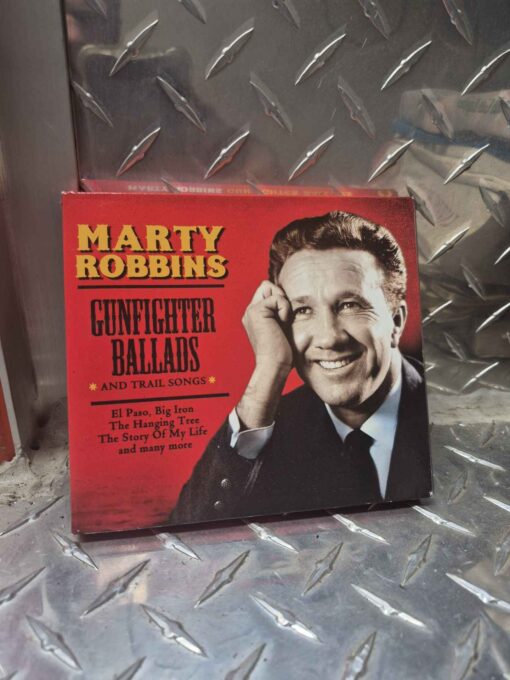 MARTY
ROBBINS
GUNFIGHTER
BALLADS
* AND TRAIL SONGS *
El Paso, Big Iron
The Hanging Tree
The Story Of My Life
and many more